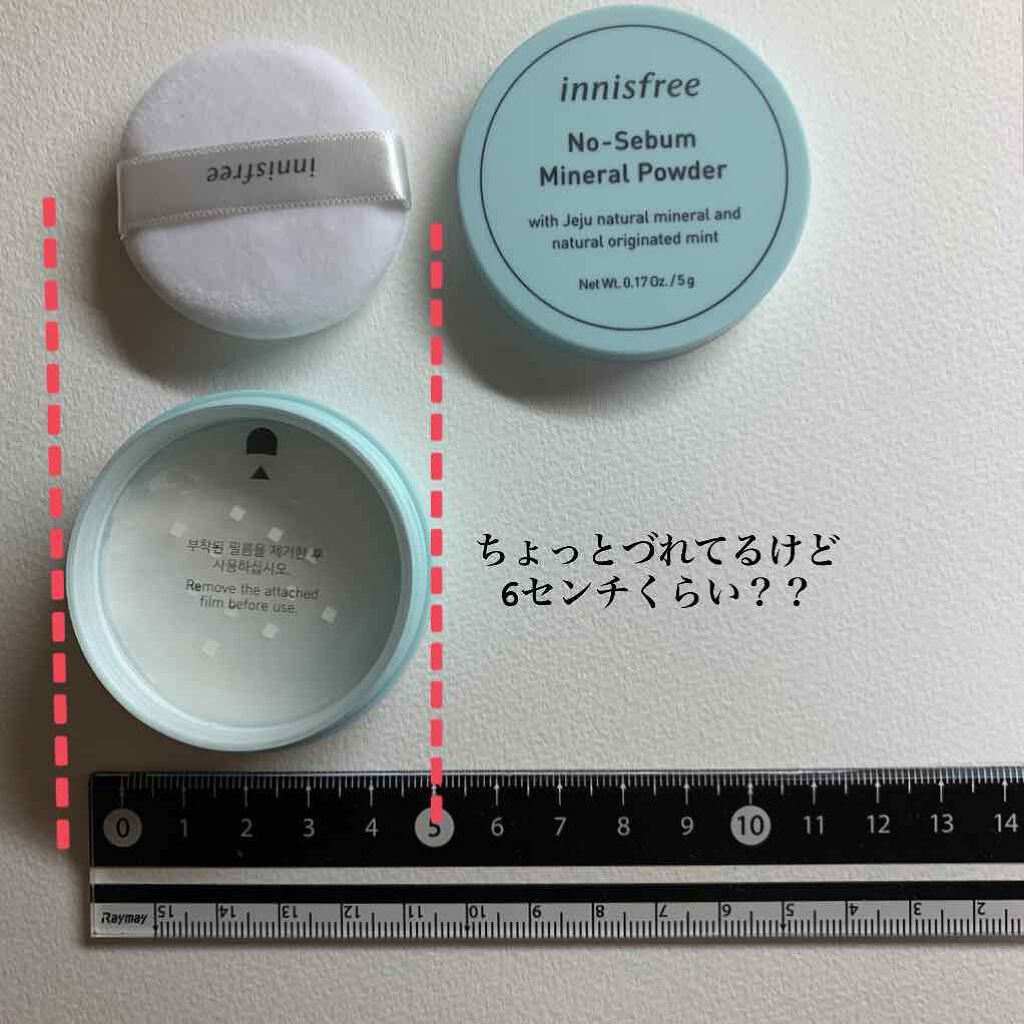 innisfree
innisfree
No-Sebum
Mineral Powder
with Jeju natural mineral and
natural originated mint
Net Wt. 0.17 Oz. / 5 g
부착된 필름을 제거한 후
사용하십시오.
Remove the attached
film before use.
ちょっとづれてるけど
6センチくらい？？
0 1 2 3 4 5 6 7 8 9 10 11 12 13 14
Raymay 15 14 13 12 11 10 9 8 7 6 5 4 3 2